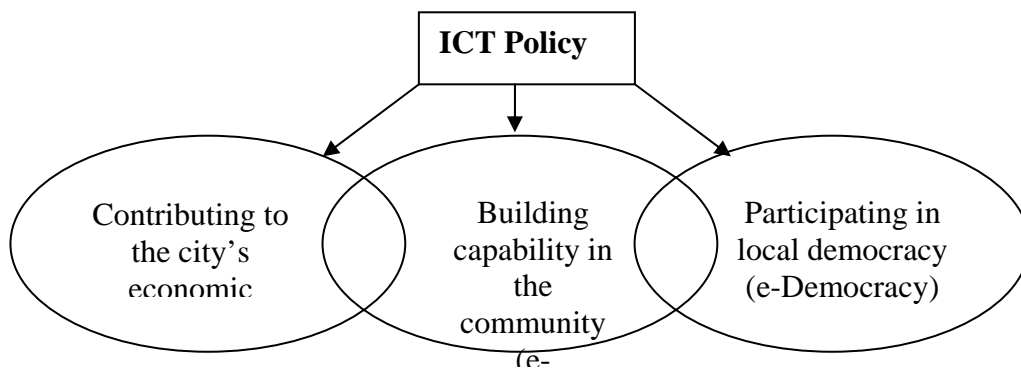 ICT Policy
Contributing to
the city's
economic
Building
capability in
the
community
(e-
Participating in
local democracy
(e-Democracy)